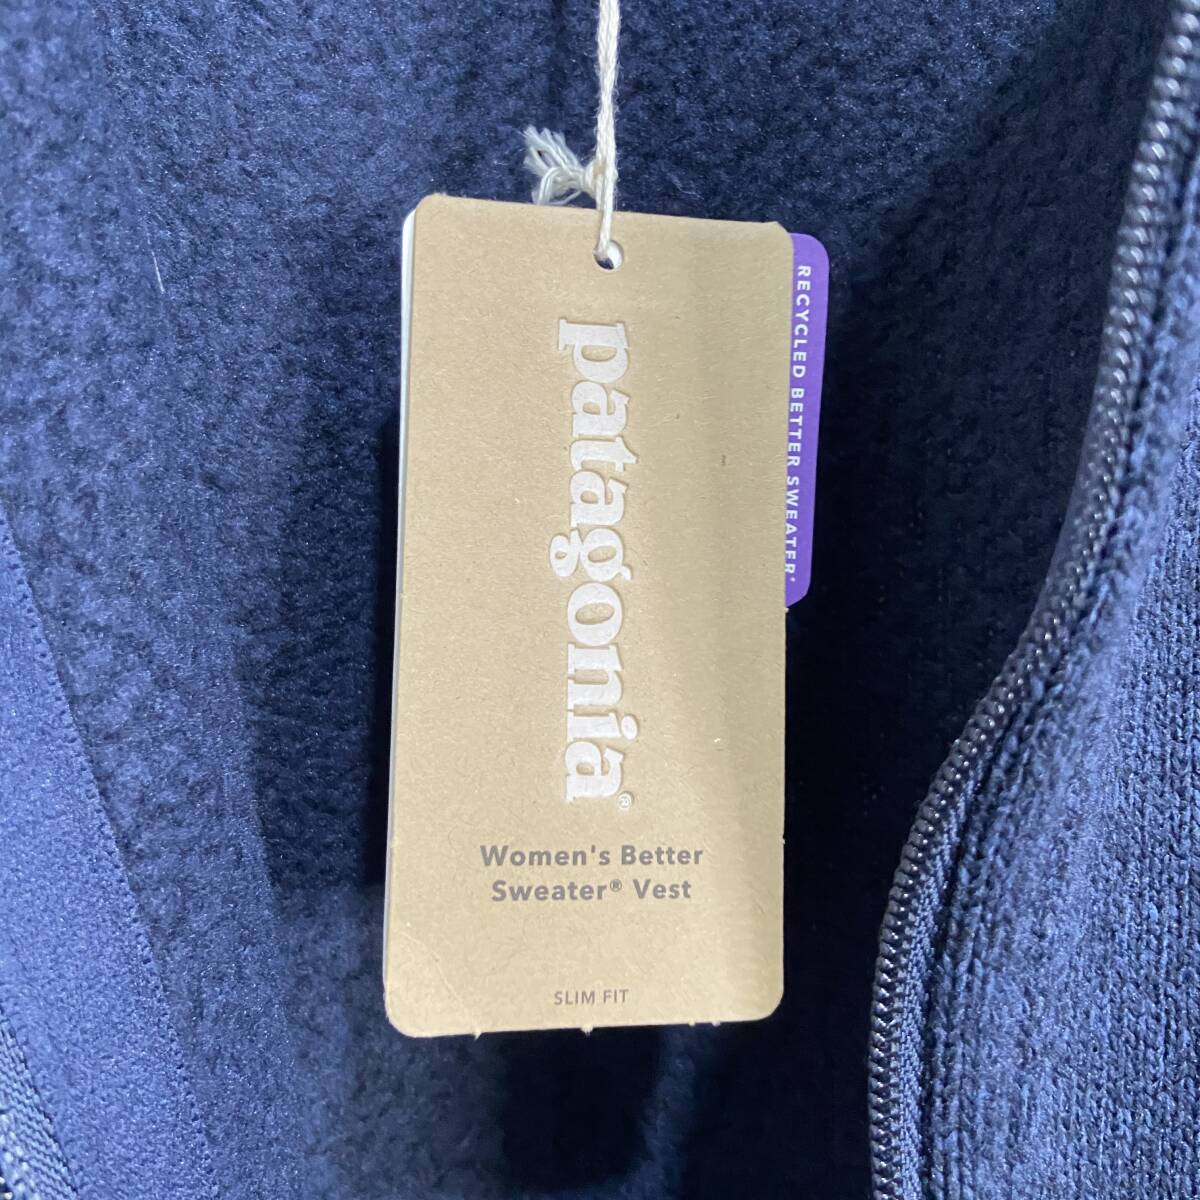 patagonia®
Women's Better
Sweater® Vest
SLIM FIT
RECYCLED BETTER SWEATER®